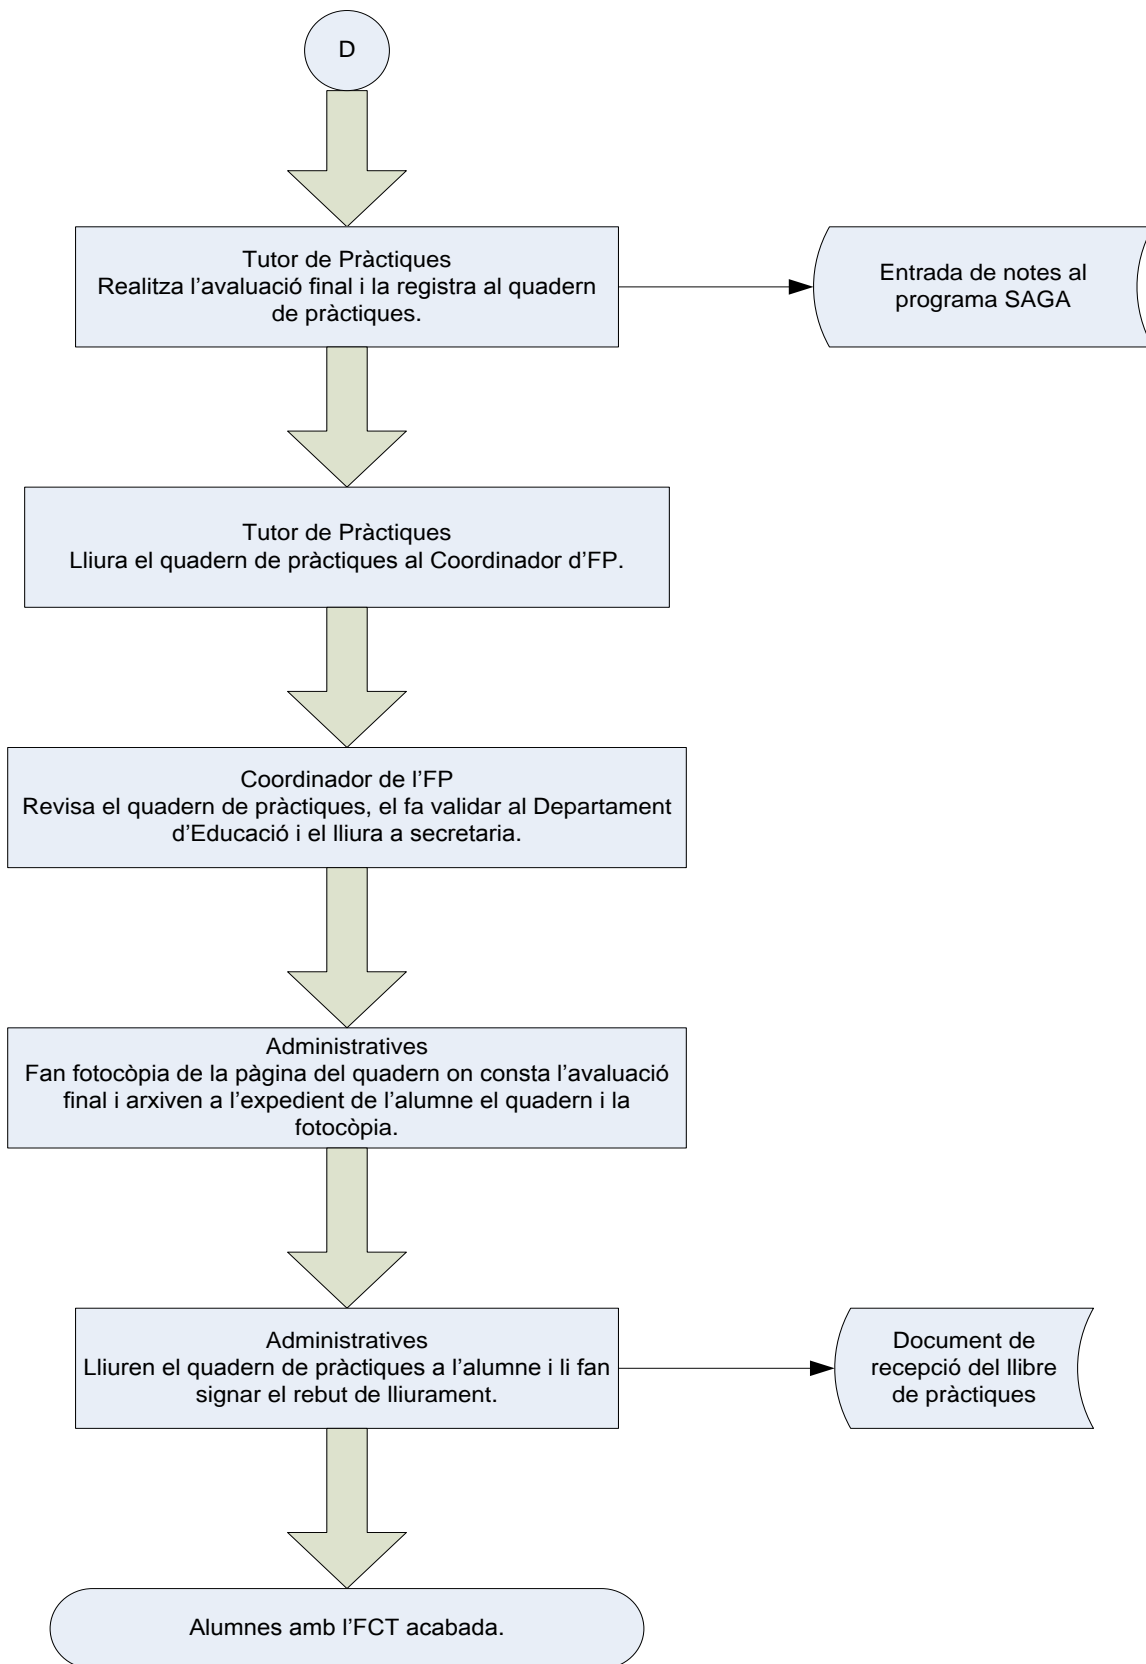 D
Tutor de Pràctiques
Realitza l’avaluació final i la registra al quadern
de pràctiques.
Entrada de notes al
programa SAGA
Tutor de Pràctiques
Lliura el quadern de pràctiques al Coordinador d’FP.
Coordinador de l’FP
Revisa el quadern de pràctiques, el fa validar al Departament
d’Educació i el lliura a secretaria.
Administratives
Fan fotocòpia de la pàgina del quadern on consta l’avaluació
final i arxiven a l’expedient de l’alumne el quadern i la
fotocòpia.
Administratives
Lliuren el quadern de pràctiques a l’alumne i li fan
signar el rebut de lliurament.
Document de
recepció del llibre
de pràctiques
Alumnes amb l’FCT acabada.